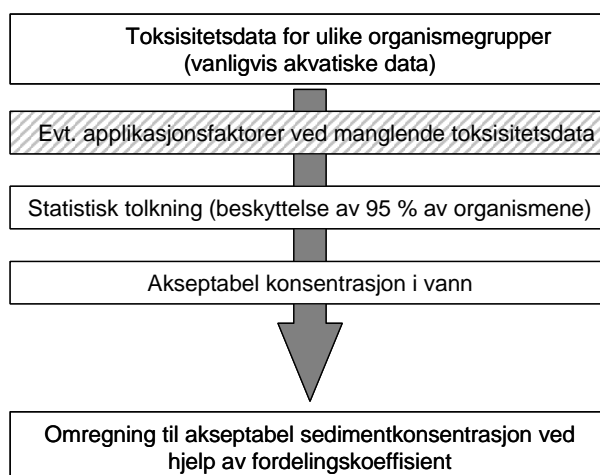 Toksisitetsdata for ulike organismegrupper
(vanligvis akvatiske data)
Evt. applikasjonsfaktorer ved manglende toksisitetsdata
Statistisk tolkning (beskyttelse av 95 % av organismene)
Akseptabel konsentrasjon i vann
Omregning til akseptabel sedimentkonsentrasjon ved
hjelp av fordelingskoeffisient